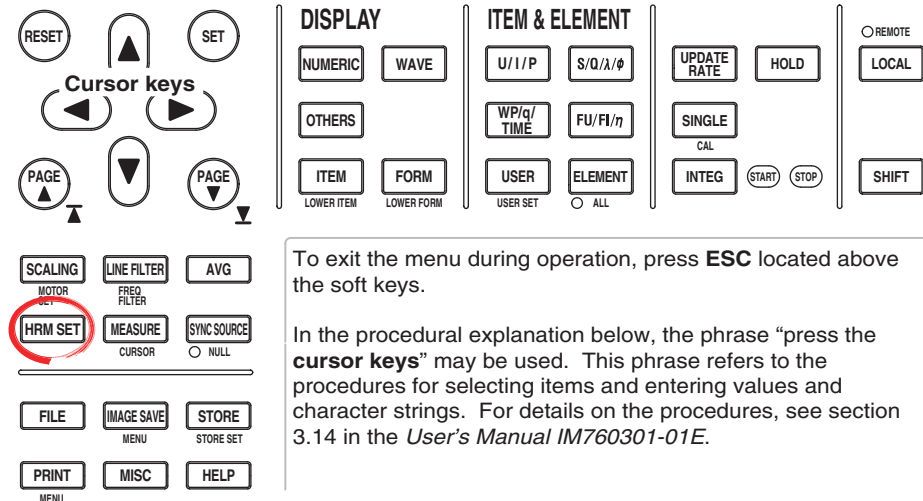 RESET
SET
Cursor keys
PAGE
PAGE
DISPLAY
NUMERIC WAVE
OTHERS
ITEM FORM
LOWER ITEM LOWER FORM
ITEM & ELEMENT
U/I/P S/Q/λ/ϕ
WP/q/
TIME
FU/FI/η
USER ELEMENT
USER SET ALL
UPDATE
RATE
HOLD
SINGLE
CAL
INTEG START STOP
REMOTE
LOCAL
SHIFT
SCALING LINE FILTER AVG
MOTOR
SET
FREQ
FILTER
HRM SET MEASURE SYNC SOURCE
CURSOR NULL
FILE IMAGE SAVE STORE
MENU STORE SET
PRINT MISC HELP
MENU
To exit the menu during operation, press ESC located above
the soft keys.
In the procedural explanation below, the phrase “press the
cursor keys” may be used. This phrase refers to the
procedures for selecting items and entering values and
character strings. For details on the procedures, see section
3.14 in the User's Manual IM760301-01E.